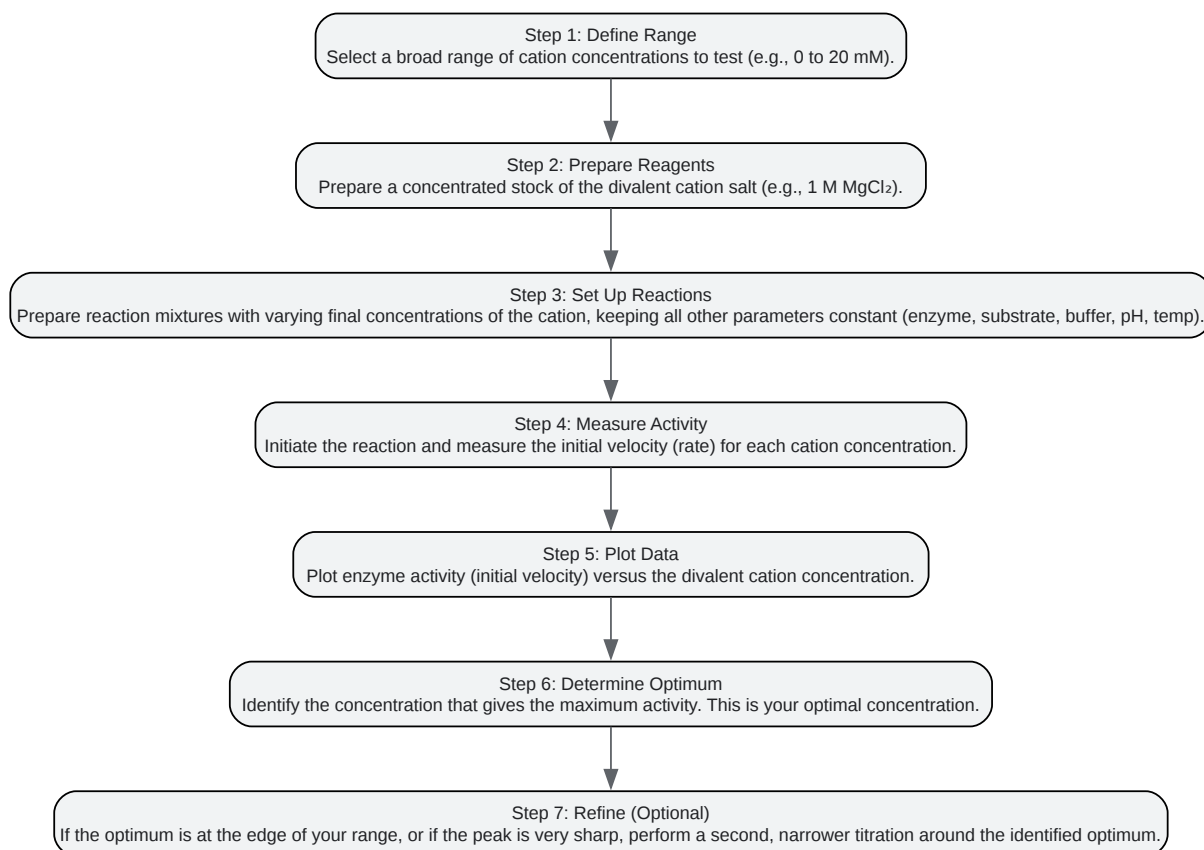 Step 1: Define Range
Select a broad range of cation concentrations to test (e.g., 0 to 20 mM).
Step 2: Prepare Reagents
Prepare a concentrated stock of the divalent cation salt (e.g., 1 M MgCl₂).
Step 3: Set Up Reactions
Prepare reaction mixtures with varying final concentrations of the cation, keeping all other parameters constant (enzyme, substrate, buffer, pH, temp).
Step 4: Measure Activity
Initiate the reaction and measure the initial velocity (rate) for each cation concentration.
Step 5: Plot Data
Plot enzyme activity (initial velocity) versus the divalent cation concentration.
Step 6: Determine Optimum
Identify the concentration that gives the maximum activity. This is your optimal concentration.
Step 7: Refine (Optional)
If the optimum is at the edge of your range, or if the peak is very sharp, perform a second, narrower titration around the identified optimum.